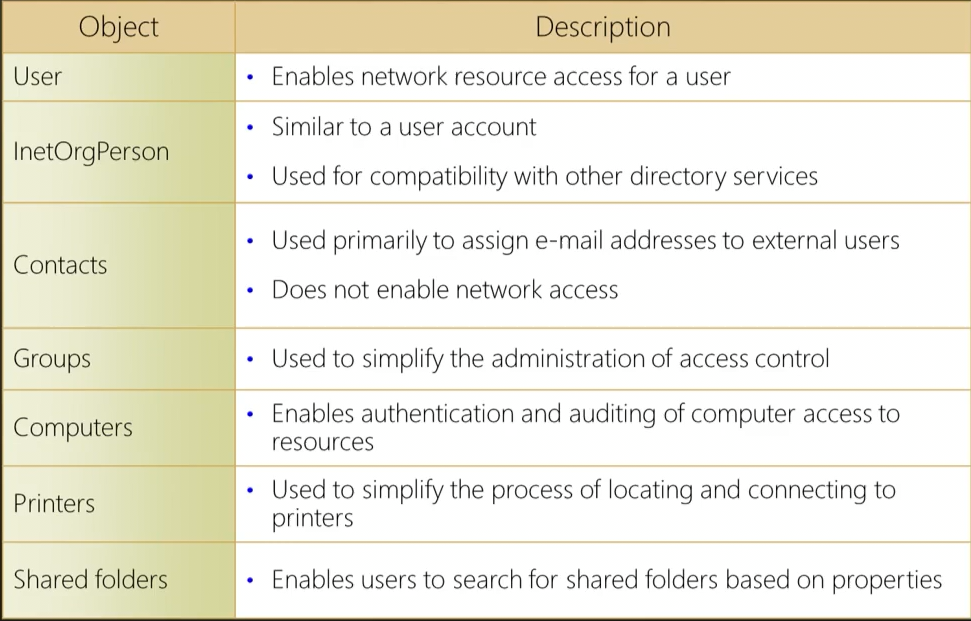 Object Description
User
• Enables network resource access for a user
InetOrgPerson
• Similar to a user account
• Used for compatibility with other directory services
Contacts
• Used primarily to assign e-mail addresses to external users
• Does not enable network access
Groups
• Used to simplify the administration of access control
Computers
• Enables authentication and auditing of computer access to
resources
Printers
• Used to simplify the process of locating and connecting to
printers
Shared folders
• Enables users to search for shared folders based on properties